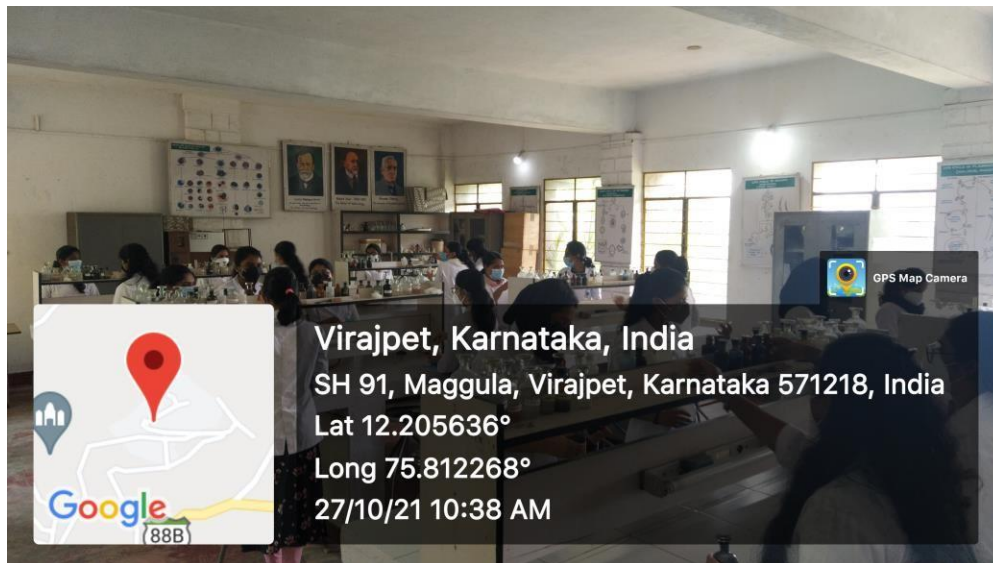 GPS Map Camera
Virajpet, Karnataka, India
SH 91, Maggula, Virajpet, Karnataka 571218, India
Lat 12.205636°
Long 75.812268°
27/10/21 10:38 AM
Google
88B